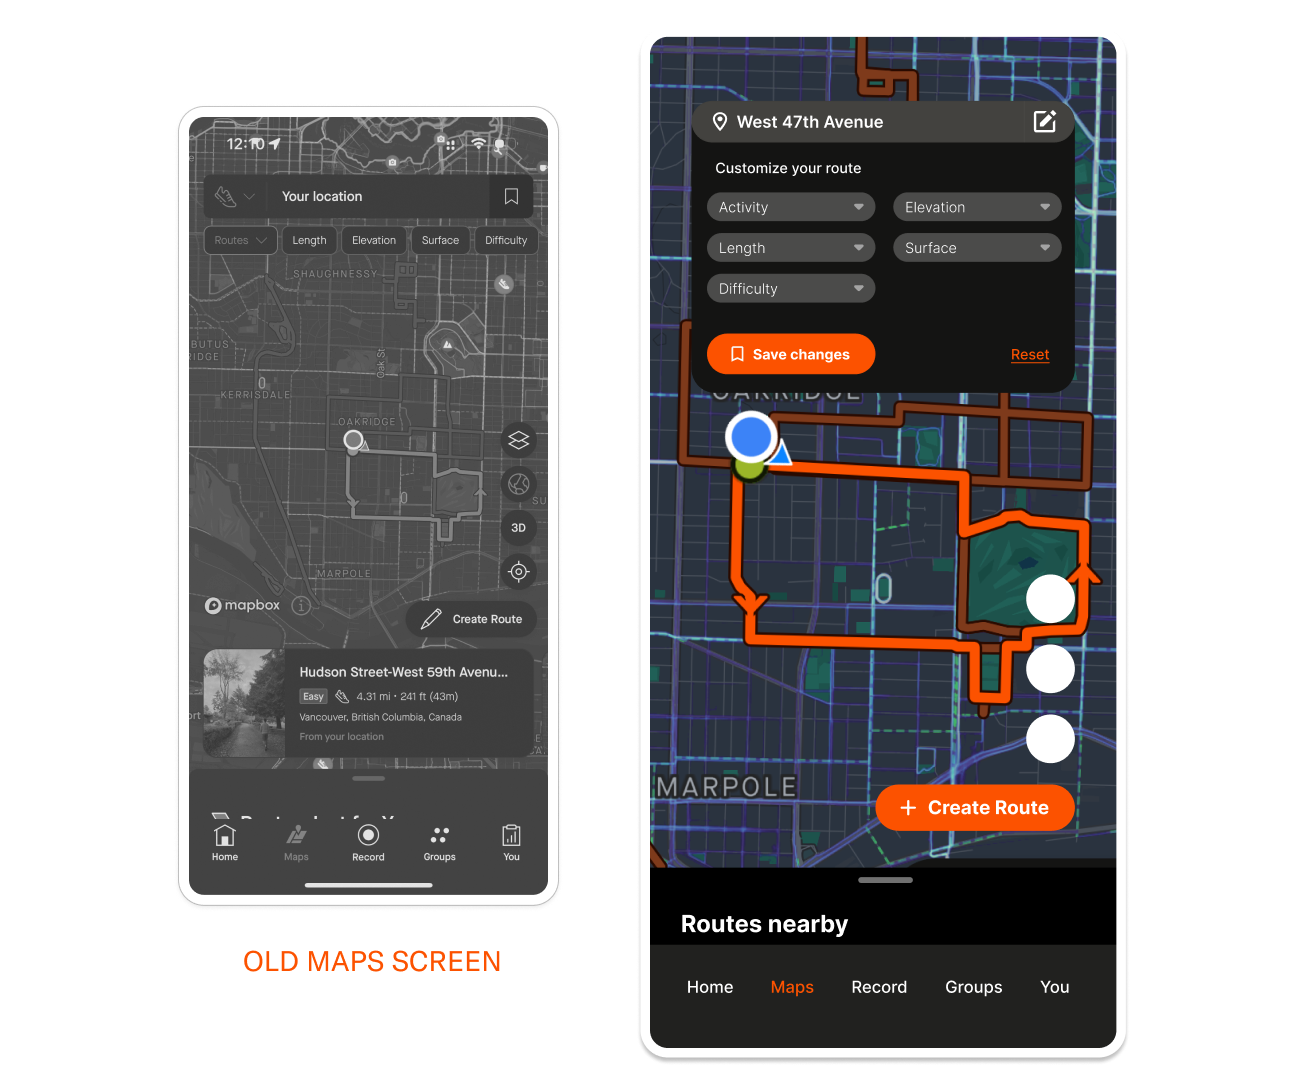 12:10
Your location
Routes
Length
Elevation
Surface
Difficulty
SHAUGHNESSY
BUTUS
RIDGE
Oak St
KERRISDALE
OAKRIDGE
SU
3D
MARPOLE
mapbox
i
Create Route
Hudson Street-West 59th Avenu...
Easy
4.31 mi • 241 ft (43m)
Vancouver, British Columbia, Canada
From your location
ort
Home
Maps
Record
Groups
You
OLD MAPS SCREEN
West 47th Avenue
Customize your route
Activity
Elevation
Length
Surface
Difficulty
Save changes
Reset
OAKRIDGE
MARPOLE
Create Route
Routes nearby
Home
Maps
Record
Groups
You